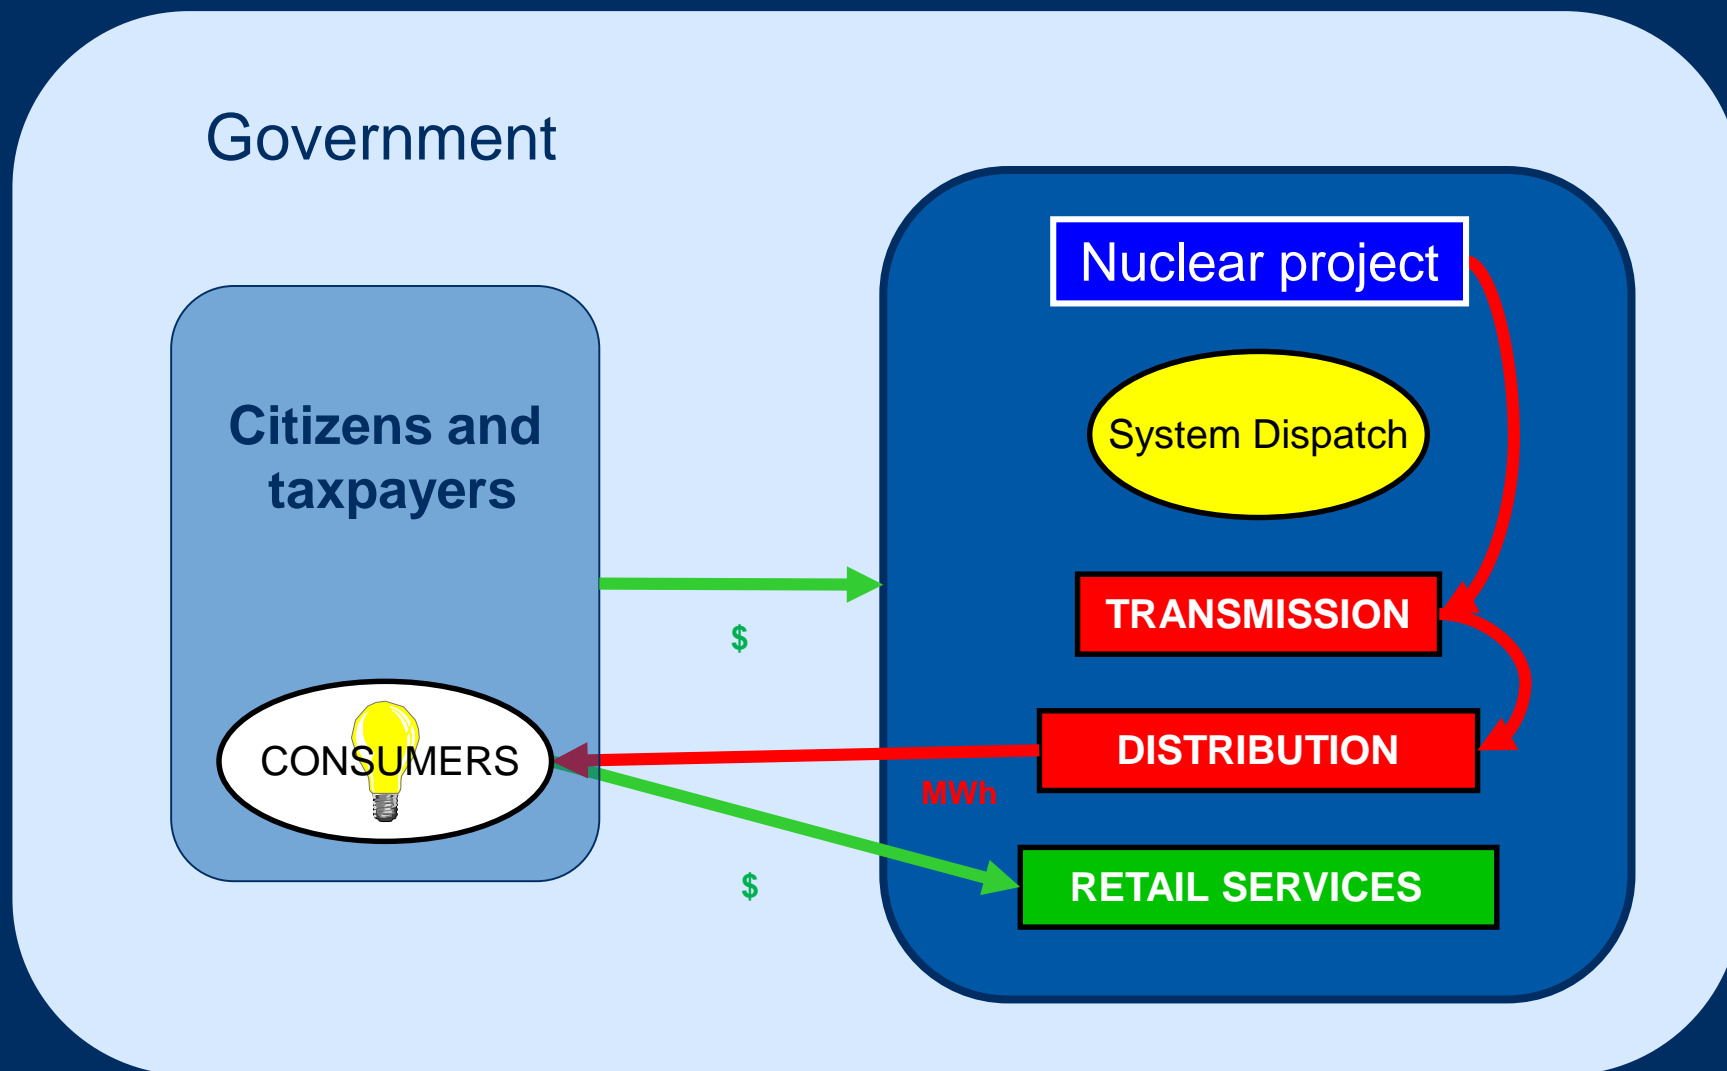 Government
Nuclear project
Citizens and
taxpayers
System Dispatch
TRANSMISSION
$
DISTRIBUTION
CONSUMERS
MWh
$
RETAIL SERVICES